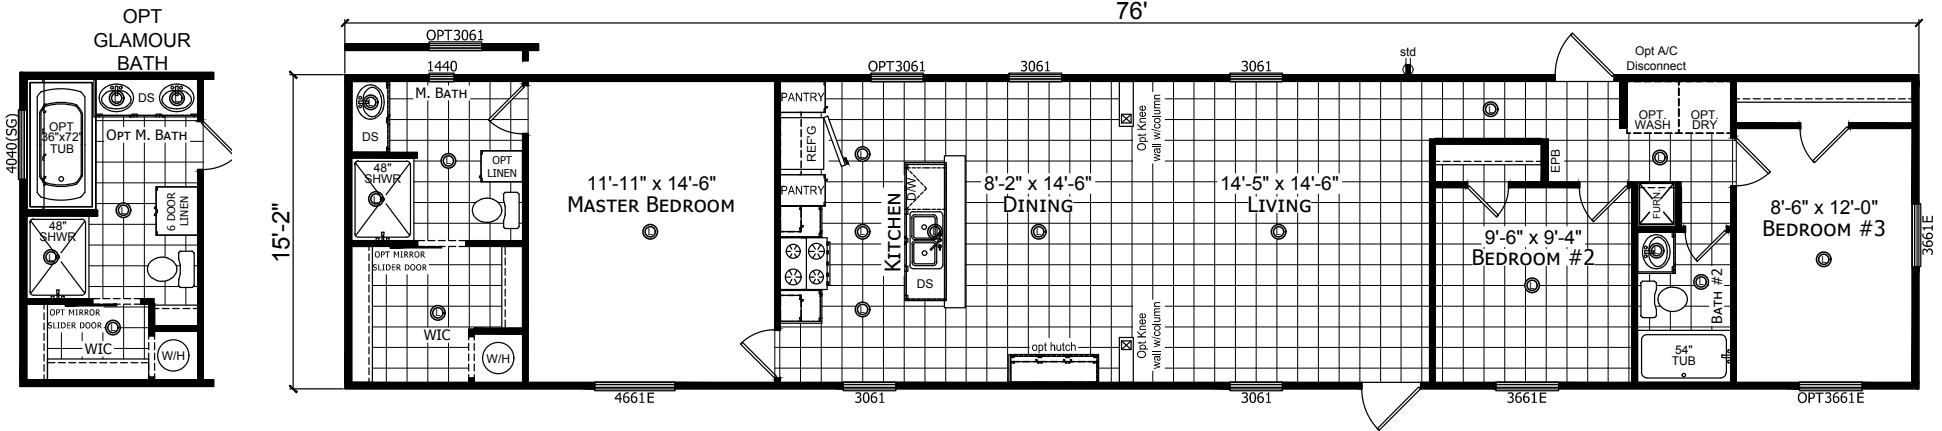 OPT
GLAMOUR
BATH
4040(SG)
OPT
36"x72"
TUB
DS
OPT M. BATH
6 DOOR
LINEN
48"
SHWR
OPT MIRROR
SLIDER DOOR
WIC
W/H
76'
15'-2"
OPT3061
1440
M. BATH
DS
48"
SHWR
OPT
LINEN
OPT MIRROR
SLIDER DOOR
WIC
W/H
11'-11" x 14'-6"
MASTER BEDROOM
4661E
OPT3061
PANTRY
REFG
PANTRY
KITCHEN
D/W
DS
3061
3061
8'-2" x 14'-6"
DINING
opt hutch
Opt Knee
wall w/column
Opt Knee
wall w/column
3061
14'-5" x 14'-6"
LIVING
3061
std
EPB
9'-6" x 9'-4"
BEDROOM #2
3661E
Opt A/C
Disconnect
OPT.
WASH
OPT.
DRY
FURN
BATH #2
54"
TUB
8'-6" x 12'-0"
BEDROOM #3
3661E
OPT3661E